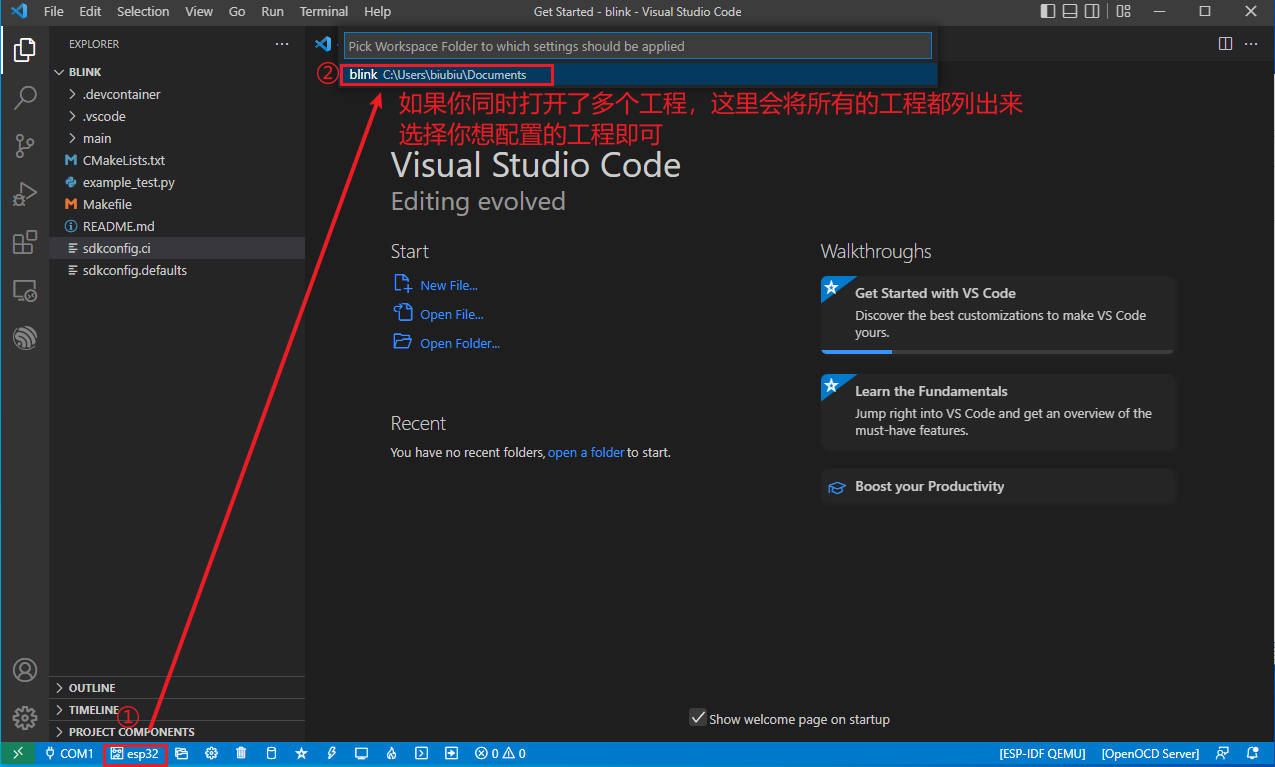 File Edit Selection View Go Run Terminal Help Get Started - blink - Visual Studio Code
EXPLORER
Pick Workspace Folder to which settings should be applied
② blink C:\Users\biubiu\Documents
如果你同时打开了多个工程，这里会将所有的工程都列出来
选择你想配置的工程即可
BLINK
.devcontainer
.vscode
main
CMakeLists.txt
example_test.py
Makefile
README.md
sdkconfig.ci
sdkconfig.defaults
Visual Studio Code
Editing evolved
Start
New File...
Open File...
Open Folder...
Recent
You have no recent folders, open a folder to start.
Walkthroughs
Get Started with VS Code
Discover the best customizations to make VS Code
yours.
Learn the Fundamentals
Jump right into VS Code and get an overview of the
must-have features.
Boost your Productivity
Show welcome page on startup
OUTLINE
TIMELINE
①
PROJECT COMPONENTS
COM1 esp32 0 0 [ESP-IDF QEMU] [OpenOCD Server]